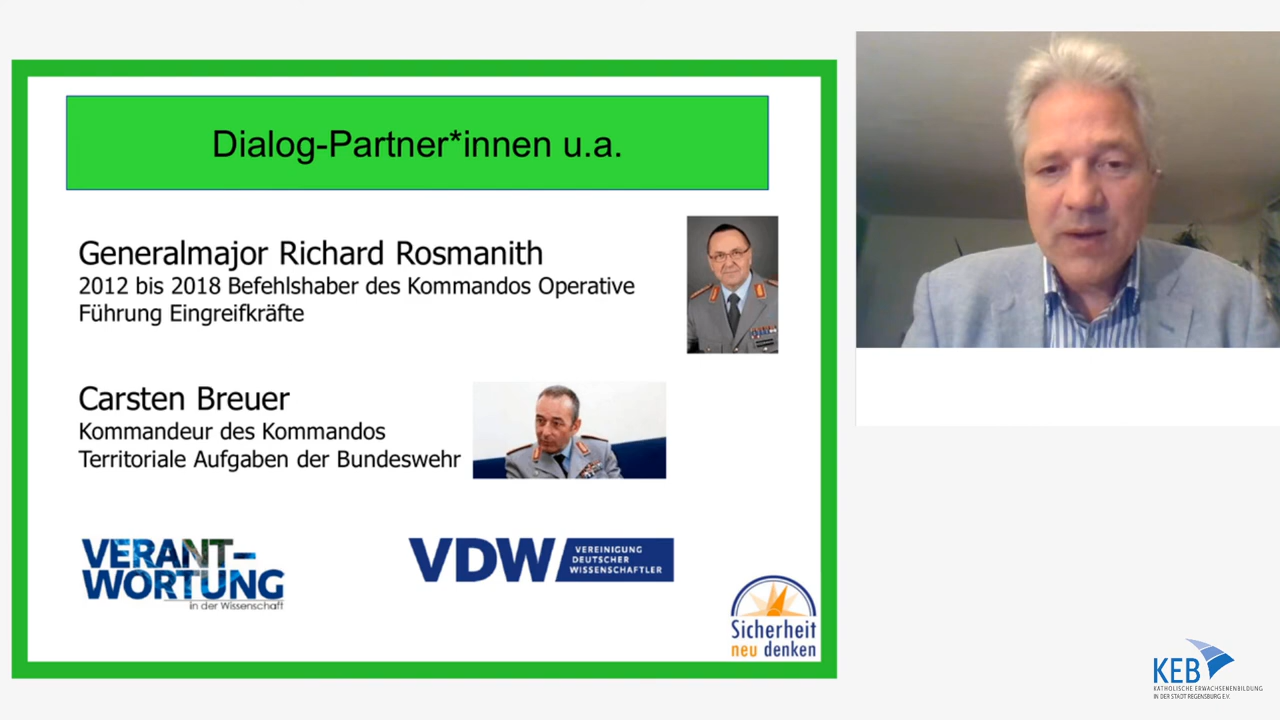 Dialog-Partner*innen u.a.
Generalmajor Richard Rosmanith
2012 bis 2018 Befehlshaber des Kommandos Operative
Führung Eingreifkräfte
Carsten Breuer
Kommandeur des Kommandos
Territoriale Aufgaben der Bundeswehr
VERANT-
WORTUNG
in der Wissenschaft
VDW
VEREINIGUNG
DEUTSCHER
WISSENSCHAFTLER
Sicherheit
neu denken
KEB
KATHOLISCHE ERWACHSENENBILDUNG
IN DER STADT REGENSBURG E.V.